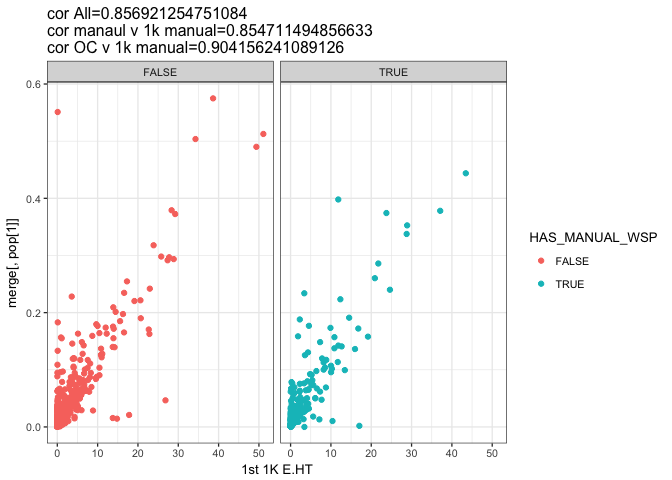 cor All=0.856921254751084
cor manaul v 1k manual=0.854711494856633
cor OC v 1k manual=0.904156241089126
FALSE TRUE
0.6
0.4
0.2
0.0
merge[, pop[1]]
0 10 20 30 40 50 0 10 20 30 40 50
1st 1K E.HT
HAS_MANUAL_WSP
FALSE
TRUE